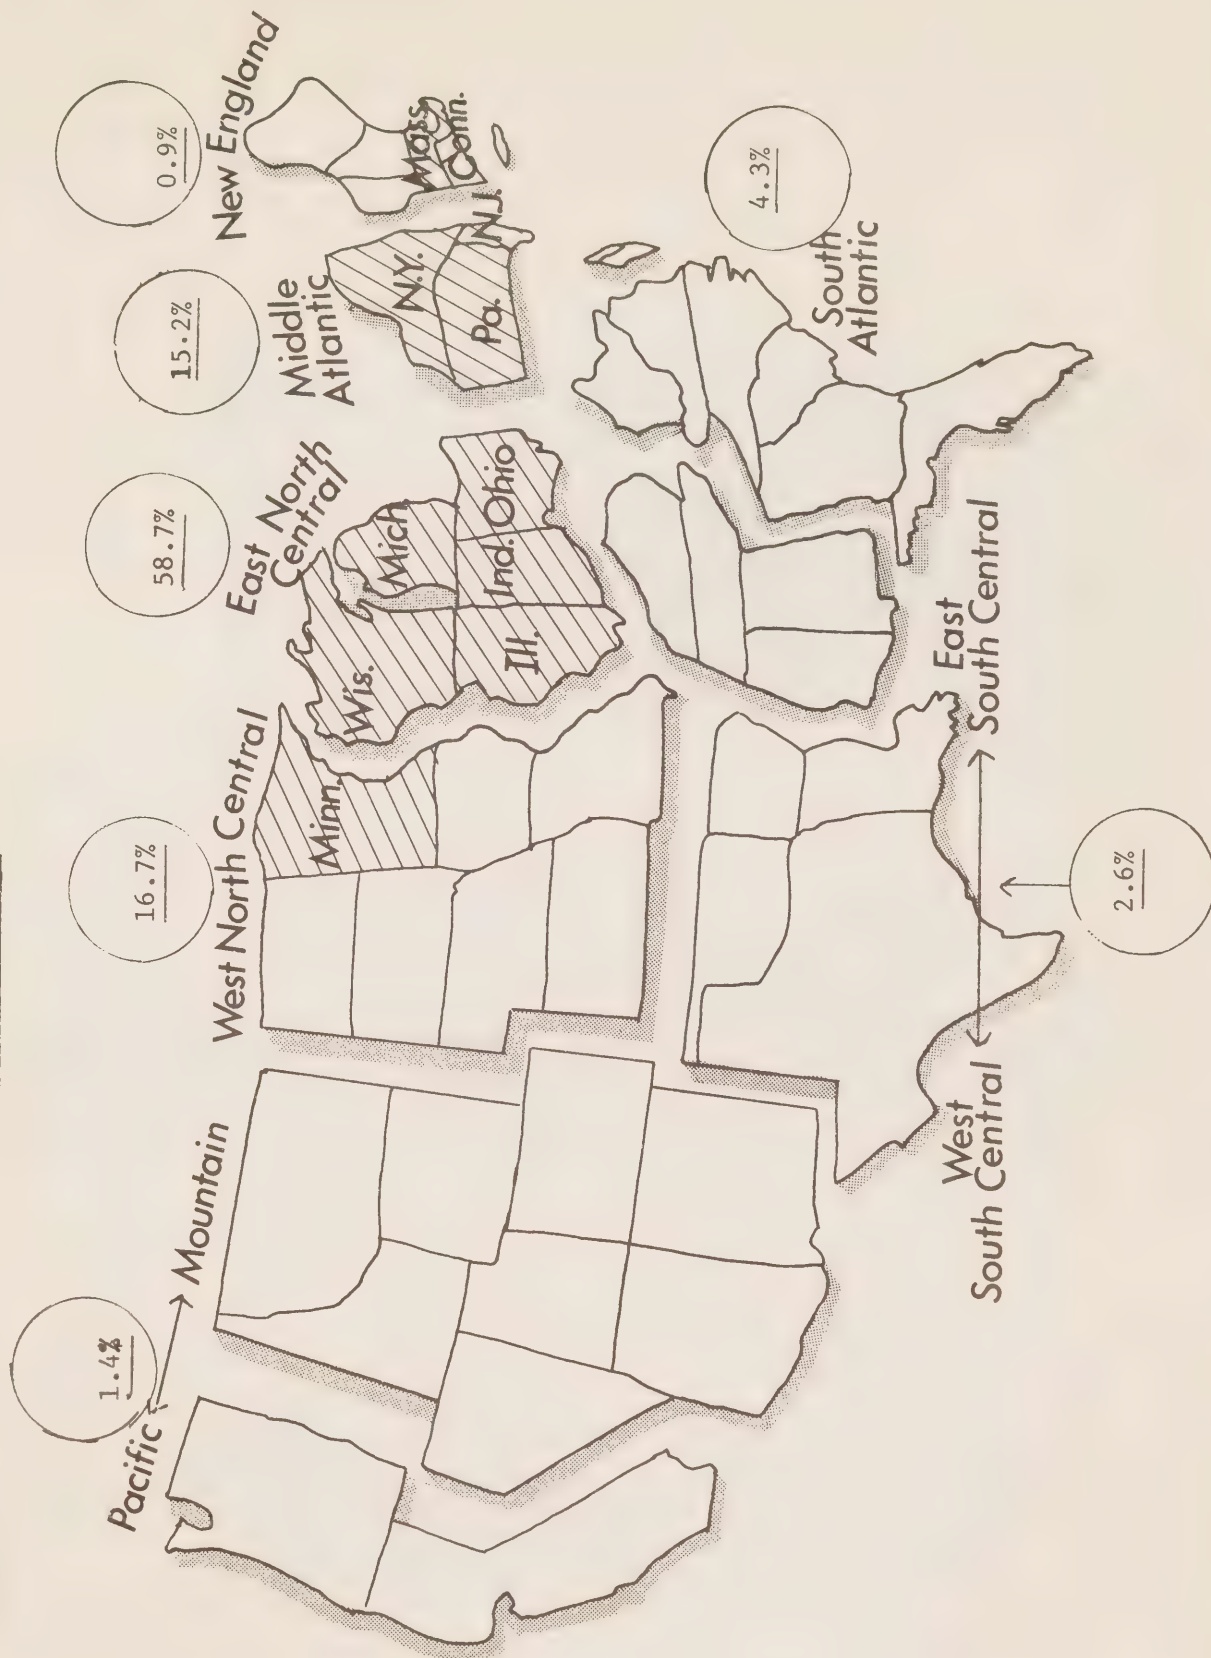 Pacific
Mountain
1.4%
West North Central
16.7%
Minn.
East North
Central
58.7%
Wis.
Mich
Ill.
Ind.
Ohio
Middle
Atlantic
15.2%
N.Y.
Pa.
N.J.
New England
0.9%
Mass.
Conn.
South
Atlantic
4.3%
West
South Central
East
South Central
2.6%